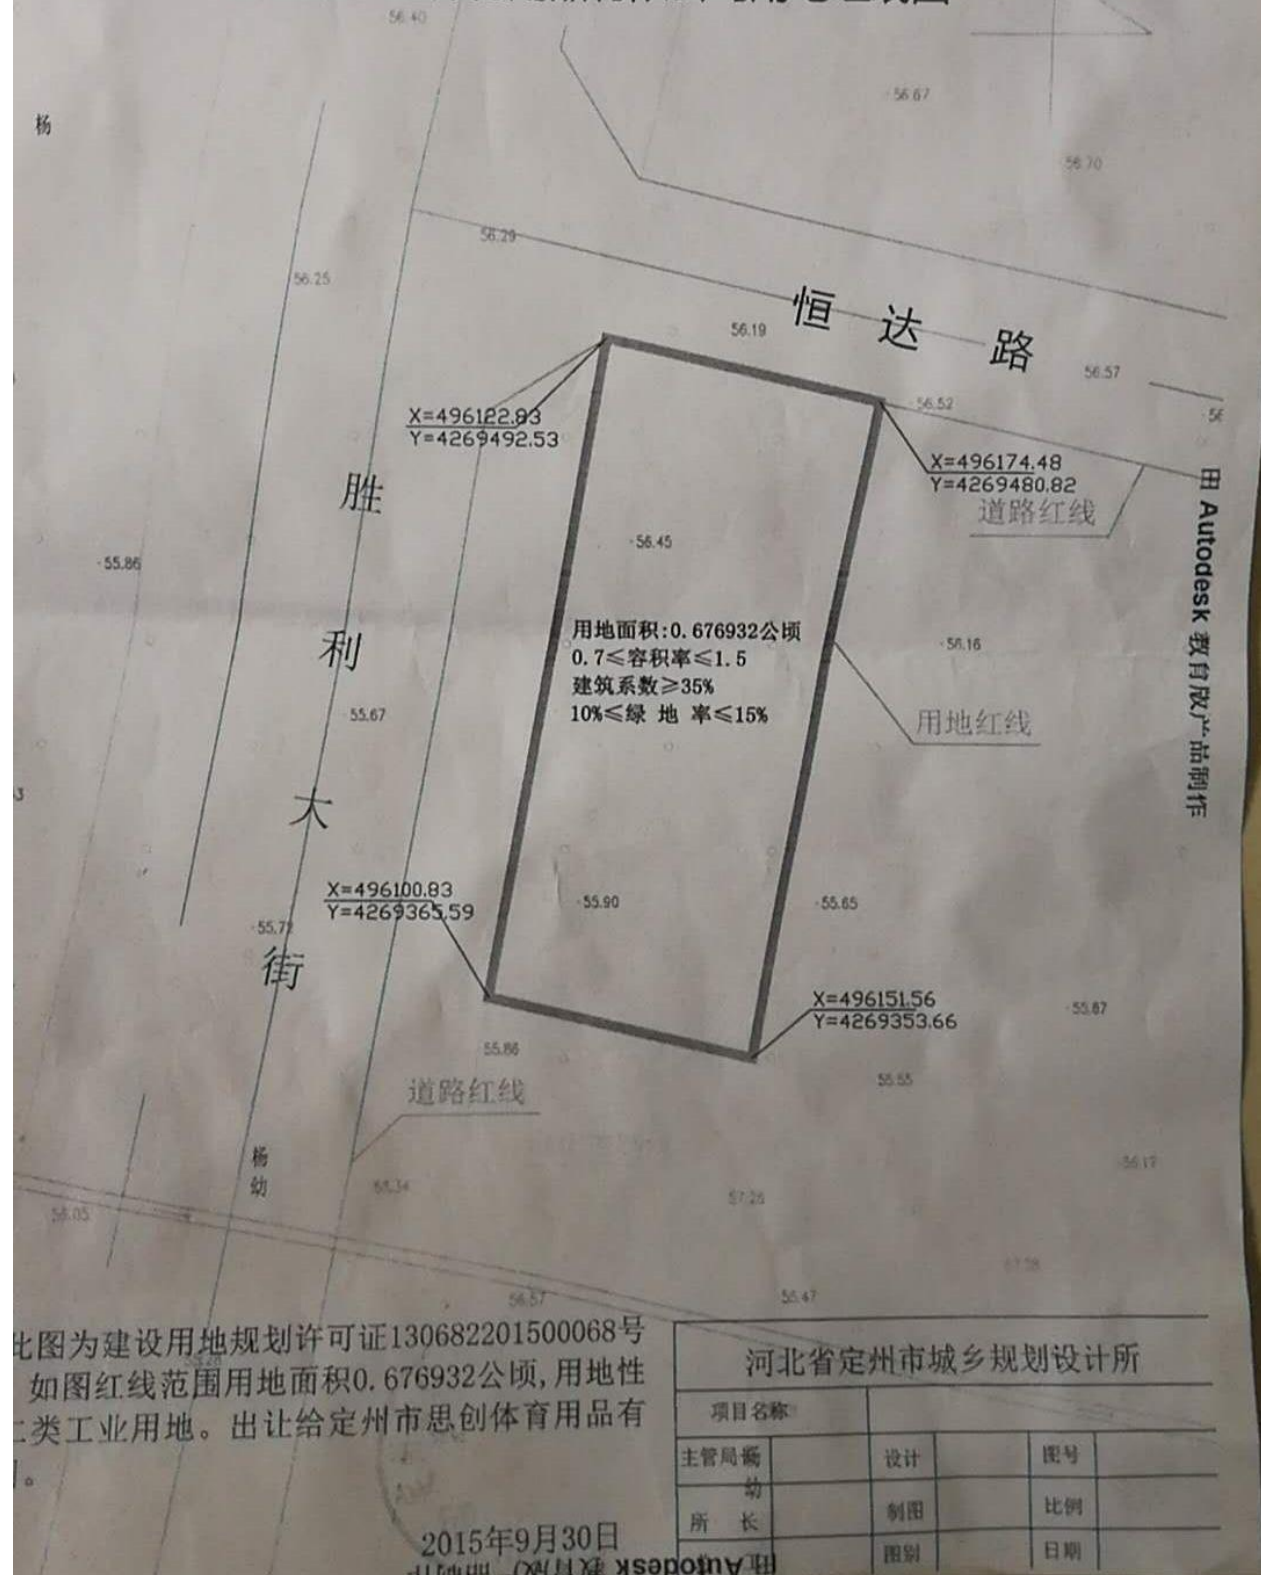 56.40
56.67
杨
56.70
56.29
56.25
恒 达 路
56.19
56.57
56.52
X=496122.83
Y=4269492.53
X=496174.48
Y=4269480.82
道路红线
胜
利
大
街
田 Autodesk 教育版产品制作
56.45
55.86
用地面积:0.676932公顷
0.7≤容积率≤1.5
建筑系数≥35%
10%≤绿 地 率≤15%
56.16
55.67
用地红线
X=496100.83
Y=4269365.59
55.90
55.65
55.72
X=496151.56
Y=4269353.66
55.87
55.86
55.55
道路红线
杨
幼
56.17
57.26
56.05
56.57
此图为建设用地规划许可证130682201500068号
如图红线范围用地面积0.676932公顷,用地性
二类工业用地。出让给定州市思创体育用品有
。
2015年9月30日
河北省定州市城乡规划设计所
项目名称
主管局 设计 图号
杨
幼
所 长 制图 比例
图别 日期
Autodesk